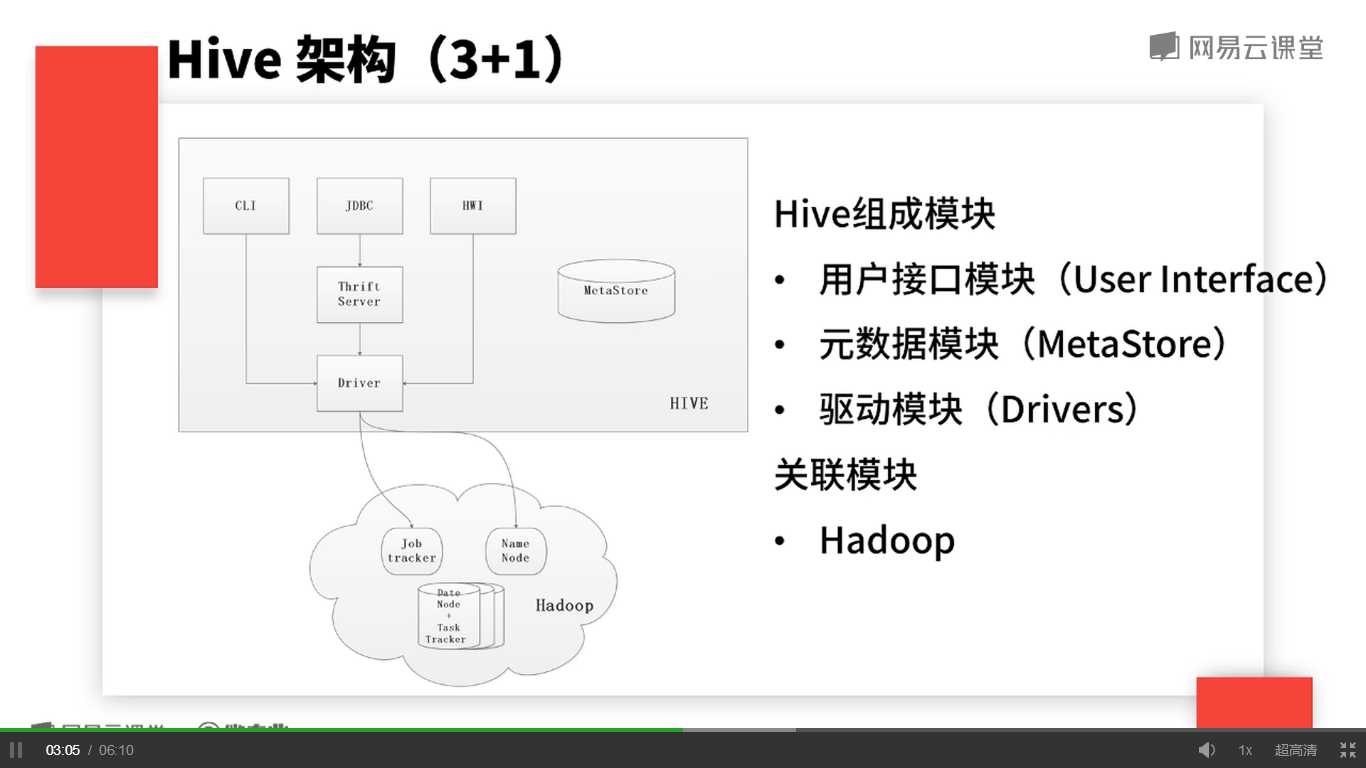 Hive 架构（3+1）
网易云课堂
CLI
JDBC
HWI
Thrift
Server
MetaStore
Driver
HIVE
Job
tracker
Name
Node
Date
Node
+
Task
Tracker
Hadoop
Hive组成模块
• 用户接口模块（User Interface）
• 元数据模块（MetaStore）
• 驱动模块（Drivers）
关联模块
• Hadoop
03:05 / 06:10
1x
超高清